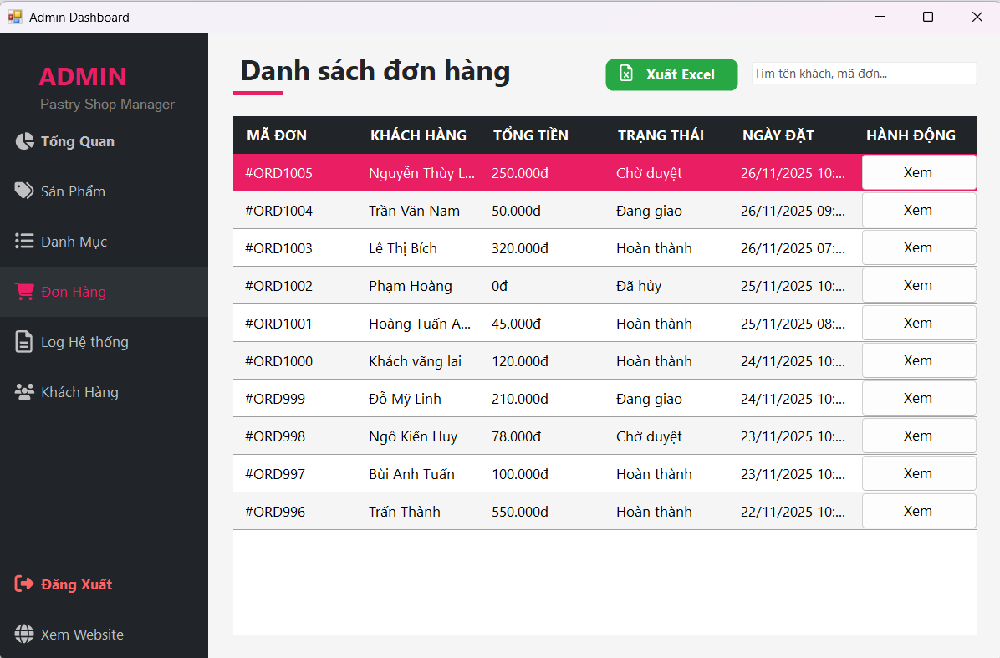 Admin Dashboard
ADMIN
Pastry Shop Manager
Tổng Quan
Sản Phẩm
Danh Mục
Đơn Hàng
Log Hệ thống
Khách Hàng
Đăng Xuất
Xem Website
Danh sách đơn hàng
Xuất Excel
Tìm tên khách, mã đơn...
MÃ ĐƠN KHÁCH HÀNG TỔNG TIỀN TRẠNG THÁI NGÀY ĐẶT HÀNH ĐỘNG
#ORD1005 Nguyễn Thùy L... 250.000đ Chờ duyệt 26/11/2025 10:... Xem
#ORD1004 Trần Văn Nam 50.000đ Đang giao 26/11/2025 09:... Xem
#ORD1003 Lê Thị Bích 320.000đ Hoàn thành 26/11/2025 07:... Xem
#ORD1002 Phạm Hoàng 0đ Đã hủy 25/11/2025 10:... Xem
#ORD1001 Hoàng Tuấn A... 45.000đ Hoàn thành 25/11/2025 08:... Xem
#ORD1000 Khách vãng lai 120.000đ Hoàn thành 24/11/2025 10:... Xem
#ORD999 Đỗ Mỹ Linh 210.000đ Đang giao 24/11/2025 10:... Xem
#ORD998 Ngô Kiến Huy 78.000đ Chờ duyệt 23/11/2025 10:... Xem
#ORD997 Bùi Anh Tuấn 100.000đ Hoàn thành 23/11/2025 10:... Xem
#ORD996 Trấn Thành 550.000đ Hoàn thành 22/11/2025 10:... Xem